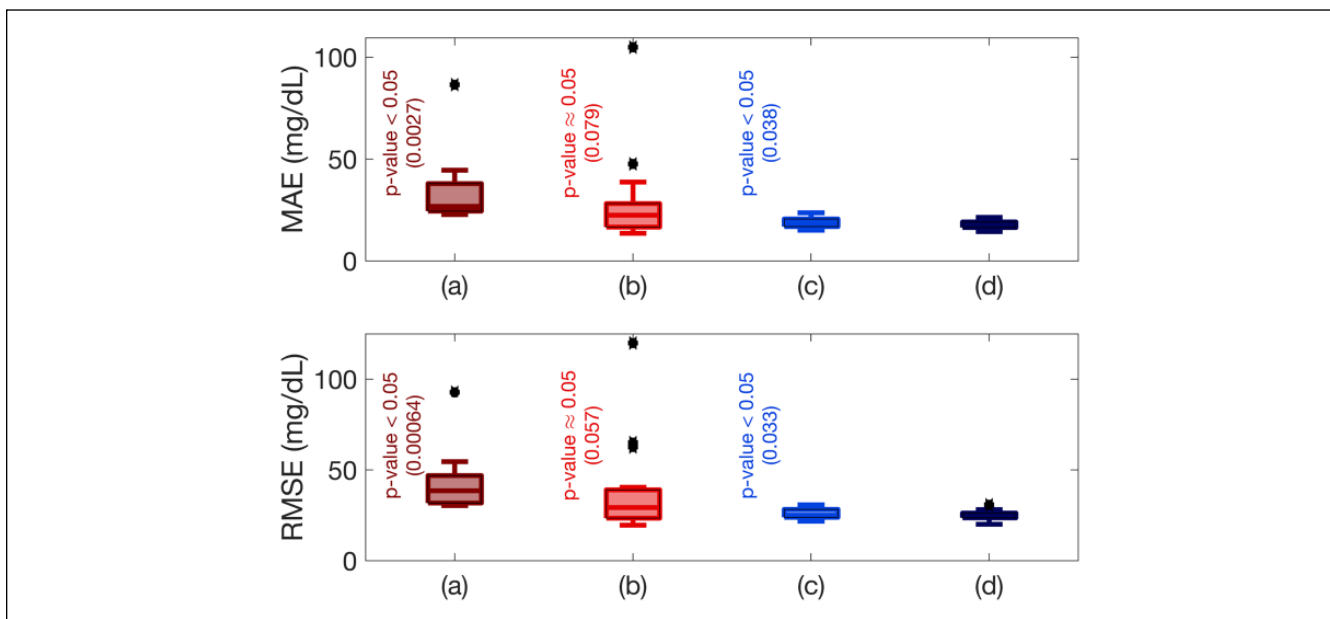 MAE (mg/dL)
100
50
0
p-value < 0.05
(0.0027)
p-value ≈ 0.05
(0.079)
p-value < 0.05
(0.038)
(a)
(b)
(c)
(d)
RMSE (mg/dL)
100
50
0
p-value < 0.05
(0.00064)
p-value ≈ 0.05
(0.057)
p-value < 0.05
(0.033)
(a)
(b)
(c)
(d)